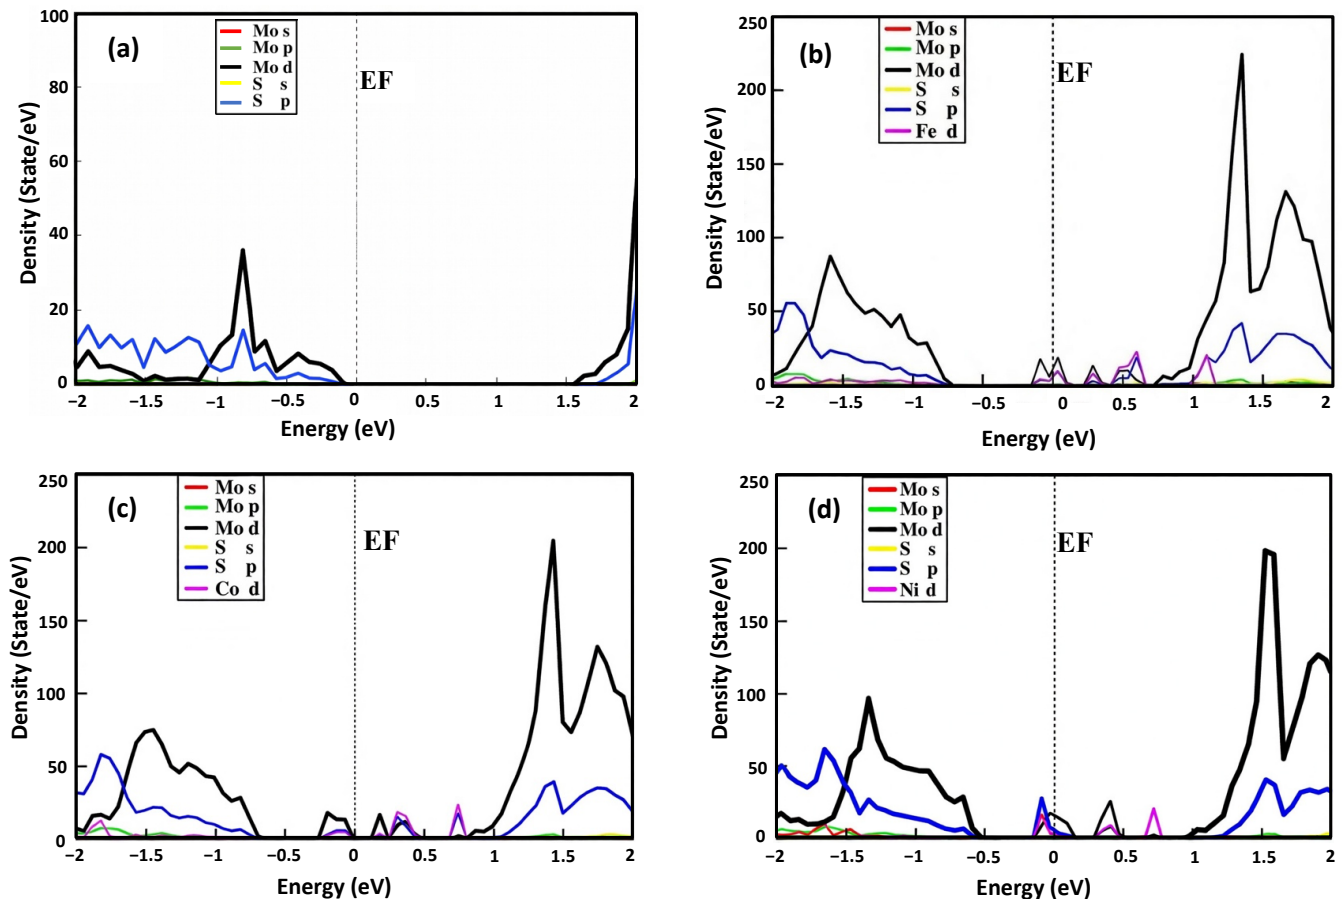 (a)
Mo s
Mo p
Mo d
S s
S p
EF
100
80
60
40
20
0
−2 −1.5 −1 −0.5 0 0.5 1 1.5 2
Density (State/eV)
Energy (eV)
(b)
Mo s
Mo p
Mo d
S s
S p
Fe d
EF
250
200
150
100
50
0
−2 −1.5 −1 −0.5 0 0.5 1 1.5 2
Density (State/eV)
Energy (eV)
(c)
Mo s
Mo p
Mo d
S s
S p
Co d
EF
250
200
150
100
50
0
−2 −1.5 −1 −0.5 0 0.5 1 1.5 2
Density (State/eV)
Energy (eV)
(d)
Mo s
Mo p
Mo d
S s
S p
Ni d
EF
250
200
150
100
50
0
−2 −1.5 −1 −0.5 0 0.5 1 1.5 2
Density (State/eV)
Energy (eV)